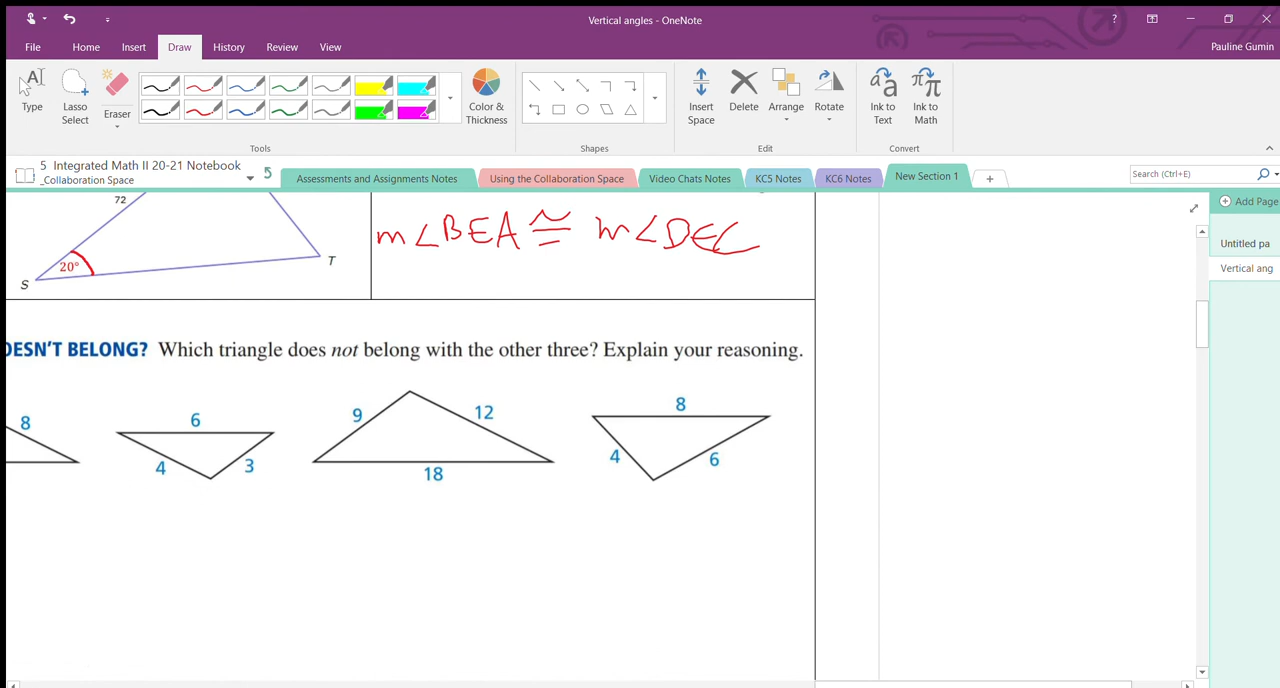 Vertical angles - OneNote
?
Pauline Gumin
File Home Insert Draw History Review View
Type
Lasso Select
Eraser
Color & Thickness
Insert Space
Delete
Arrange
Rotate
Ink to Text
Ink to Math
Tools
Shapes
Edit
Convert
5 Integrated Math II 20-21 Notebook
_Collaboration Space
Assessments and Assignments Notes
Using the Collaboration Space
Video Chats Notes
KC5 Notes
KC6 Notes
New Section 1
+
Search (Ctrl+E)
Add Page
Untitled pa
Vertical ang
72
20°
S
T
m∠BEA ≅ m∠DEC
OESN'T BELONG? Which triangle does not belong with the other three? Explain your reasoning.
8
6
4
3
9
12
18
8
4
6